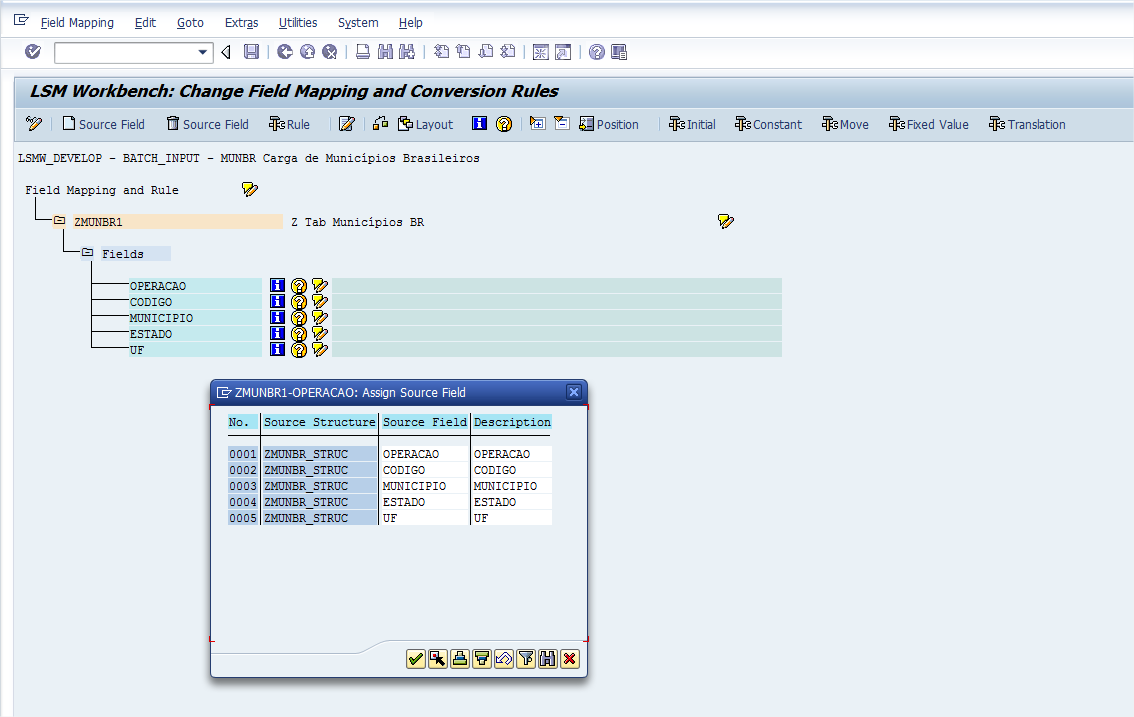 Field Mapping Edit Goto Extras Utilities System Help
LSM Workbench: Change Field Mapping and Conversion Rules
Source Field Source Field Rule Layout Position Initial Constant Move Fixed Value Translation
LSMW_DEVELOP - BATCH_INPUT - MUNBR Carga de Municípios Brasileiros
Field Mapping and Rule
ZMUNBR1 Z Tab Municípios BR
Fields
OPERACAO
CODIGO
MUNICIPIO
ESTADO
UF
ZMUNBR1-OPERACAO: Assign Source Field
No. Source Structure Source Field Description
0001 ZMUNBR_STRUC OPERACAO OPERACAO
0002 ZMUNBR_STRUC CODIGO CODIGO
0003 ZMUNBR_STRUC MUNICIPIO MUNICIPIO
0004 ZMUNBR_STRUC ESTADO ESTADO
0005 ZMUNBR_STRUC UF UF